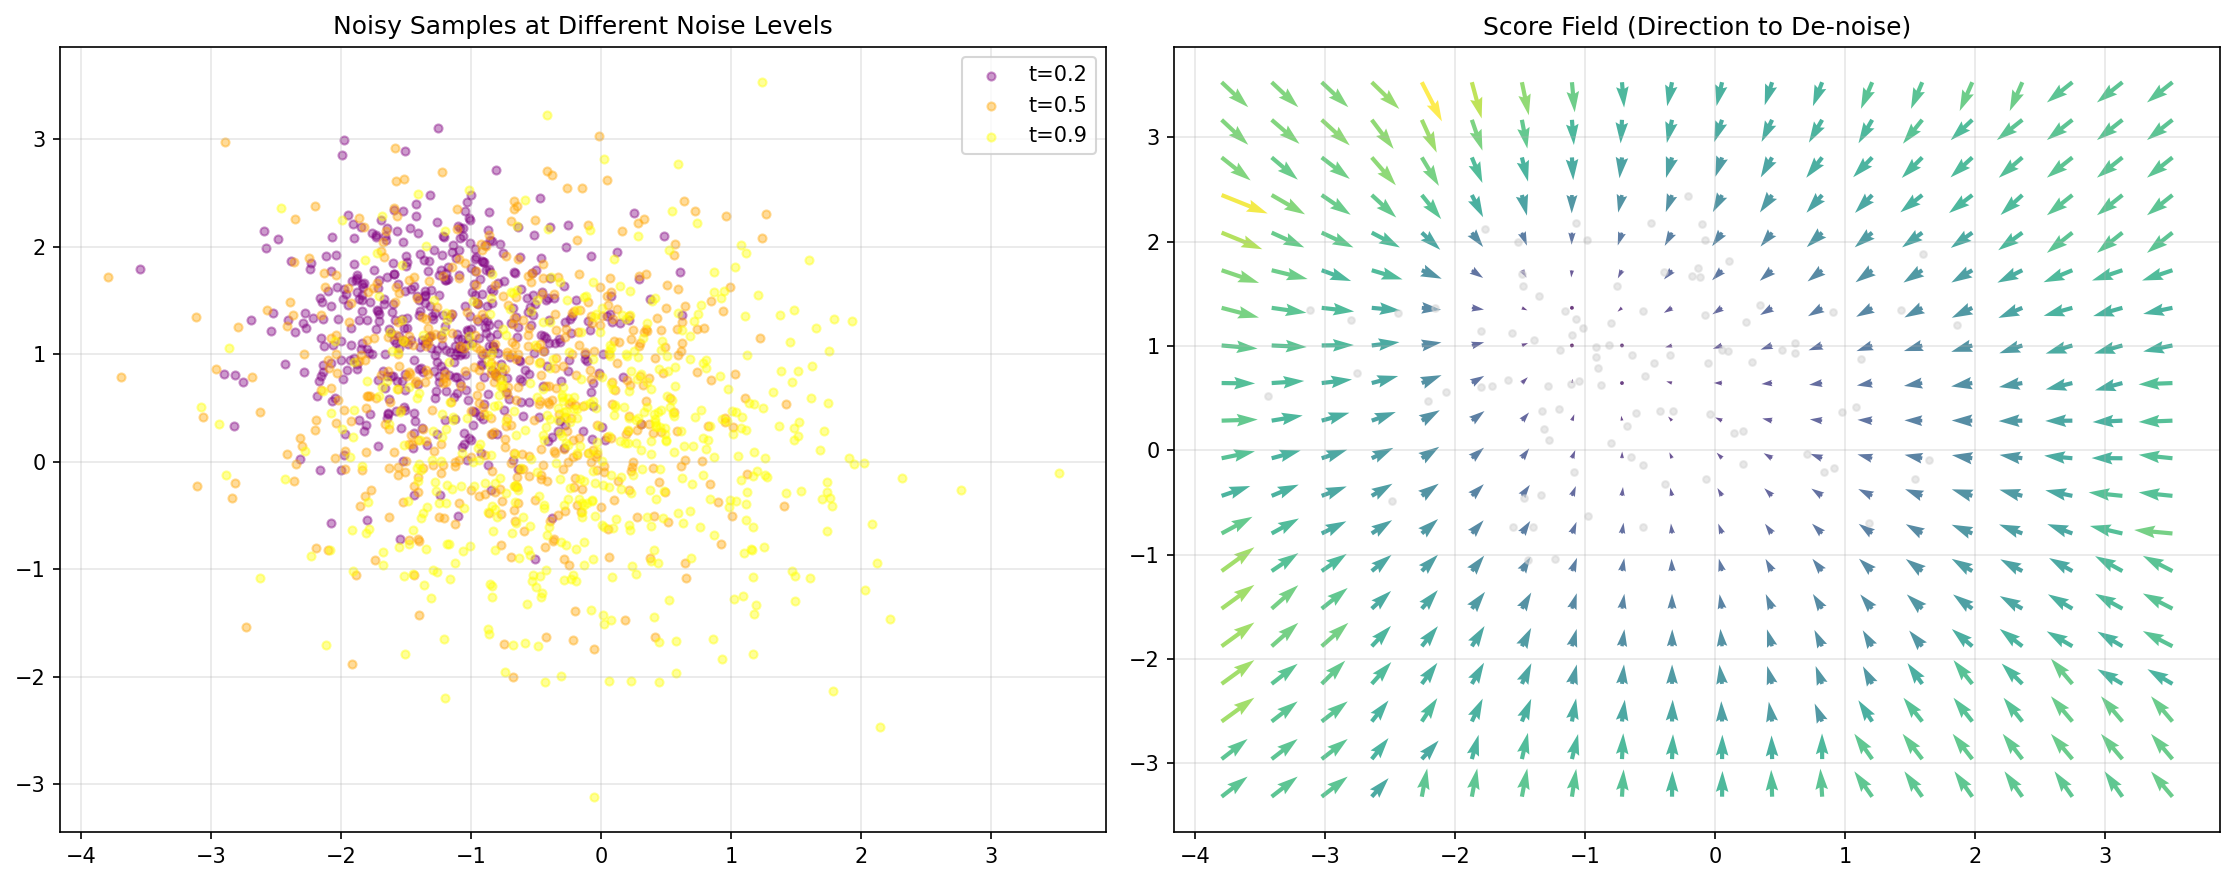 Noisy Samples at Different Noise Levels
t=0.2
t=0.5
t=0.9
3
2
1
0
−1
−2
−3
−4 −3 −2 −1 0 1 2 3
Score Field (Direction to De-noise)
3
2
1
0
−1
−2
−3
−4 −3 −2 −1 0 1 2 3